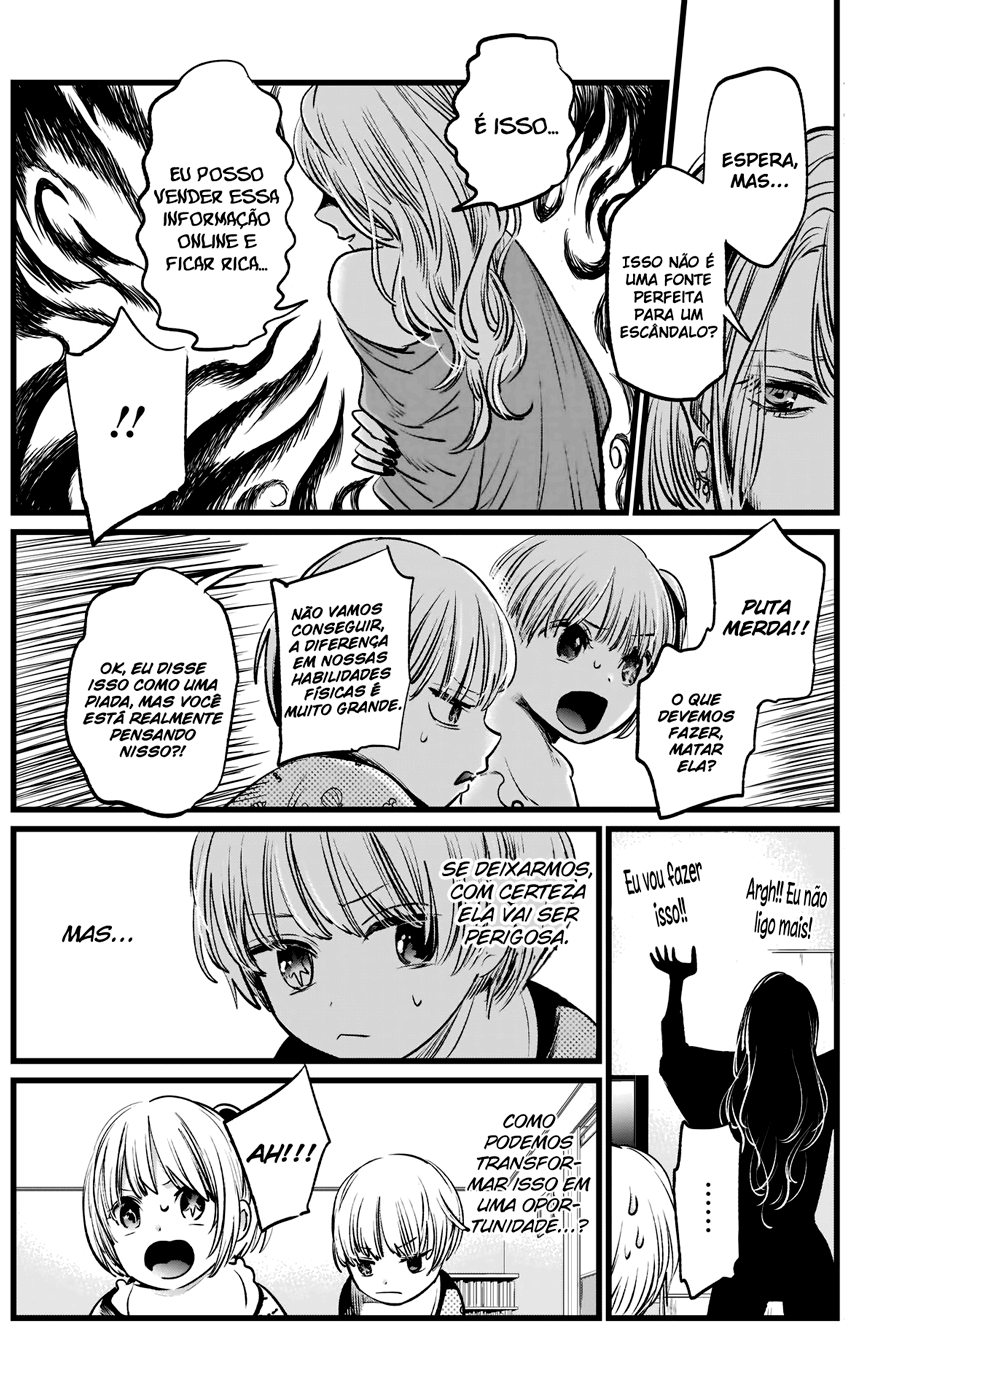 ESPERA,
MAS...
ISSO NÃO É
UMA FONTE
PERFEITA
PARA UM
ESCÂNDALO?
É ISSO...
EU POSSO
VENDER ESSA
INFORMAÇÃO
ONLINE E
FICAR RICA...
!!
PUTA
MERDA!!
O QUE
DEVEMOS
FAZER,
MATAR
ELA?
NÃO VAMOS
CONSEGUIR,
A DIFERENÇA
EM NOSSAS
HABILIDADES
FÍSICAS É
MUITO GRANDE.
OK, EU DISSE
ISSO COMO UMA
PIADA, MAS VOCÊ
ESTÁ REALMENTE
PENSANDO
NISSO?!
Argh!! Eu não
ligo mais!
Eu vou fazer
isso!!
......
SE DEIXARMOS,
COM CERTEZA
ELA VAI SER
PERIGOSA.
MAS...
COMO
PODEMOS
TRANSFOR-
MAR ISSO EM
UMA OPOR-
TUNIDADE...?
AH!!!